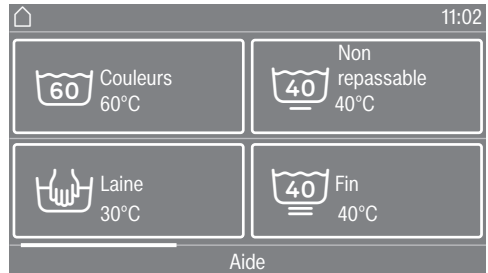 11:02
60
Couleurs
60°C
40
Non
repassable
40°C
Laine
30°C
40
Fin
40°C
Aide